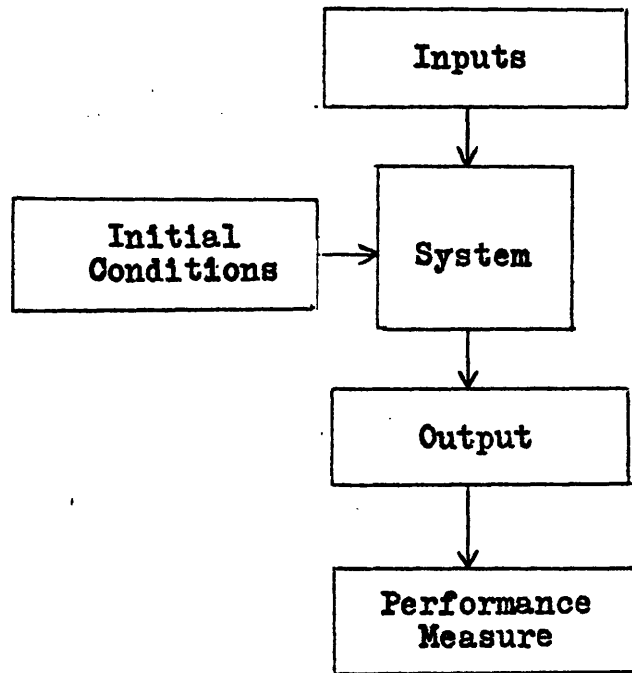 Inputs
Initial
Conditions
System
Output
Performance
Measure